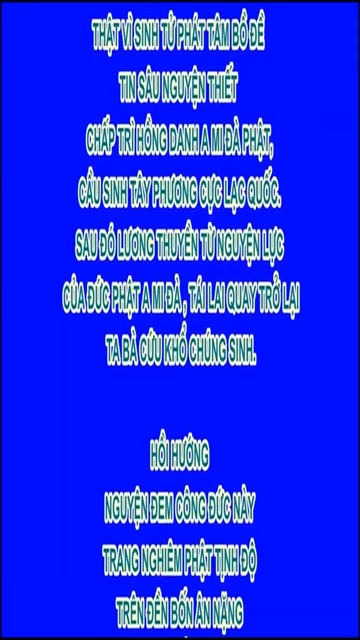 THẬT VÌ SINH TỬ PHÁT TÂM BỒ ĐỀ
TIN SÂU NGUYỆN THIẾT
CHẤP TRÌ HỒNG DANH A MI ĐÀ PHẬT,
CẦU SINH TÂY PHƯƠNG CỰC LẠC QUỐC.
SAU ĐÓ LƯƠNG THUYỀN TỪ NGUYỆN LỰC
CỦA ĐỨC PHẬT A MI ĐÀ , TÁI LAI QUAY TRỞ LẠI
TA BÀ CỨU KHỔ CHÚNG SINH.
HỒI HƯỚNG
NGUYỆN ĐEM CÔNG ĐỨC NÀY
TRANG NGHIÊM PHẬT TỊNH ĐỘ
TRÊN ĐỀN BỐN ÂN NẶNG